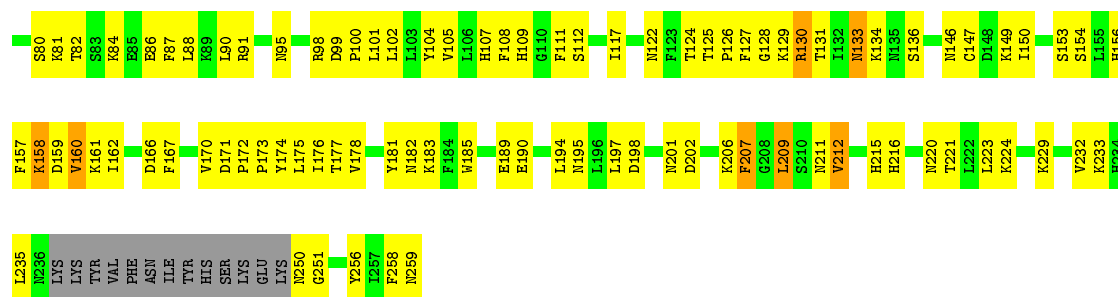 S80 K81 T82 S83 K84 E85 E86 F87 L88 K89 L90 R91 N95 R98 D99 P100 L101 L102 L103 Y104 V105 L106 H107 F108 H109 G110 F111 S112 I117 N122 F123 T124 T125 P126 F127 G128 K129 R130 T131 I132 N133 K134 N135 S136 N146 C147 D148 K149 I150 S153 S154 L155 H156
F157 K158 D159 V160 K161 I162 D166 F167 V170 D171 P172 P173 Y174 L175 I176 T177 V178 Y181 N182 K183 F184 W185 E189 E190 L194 N195 L196 L197 D198 N201 D202 K206 F207 G208 L209 S210 N211 V212 H215 H216 N220 T221 L222 L223 K224 K229 V232 K233 H234
L235 N236 LYS LYS TYR VAL PHE ASN ILE TYR HIS SER LYS GLU LYS N250 G251 Y256 I257 F258 N259